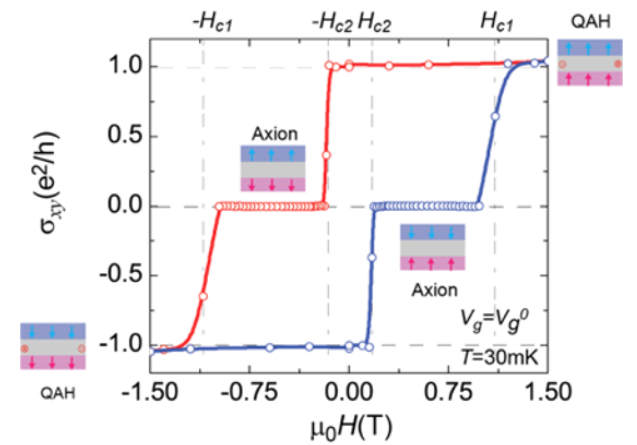 -Hc1 -Hc2 Hc2 Hc1 QAH
1.0
0.5
0.0
-0.5
-1.0
σxy(e²/h)
Axion
Axion
Vg=Vg⁰
T=30mK
QAH
-1.50 -0.75 0.00 0.75 1.50
μ₀H(T)